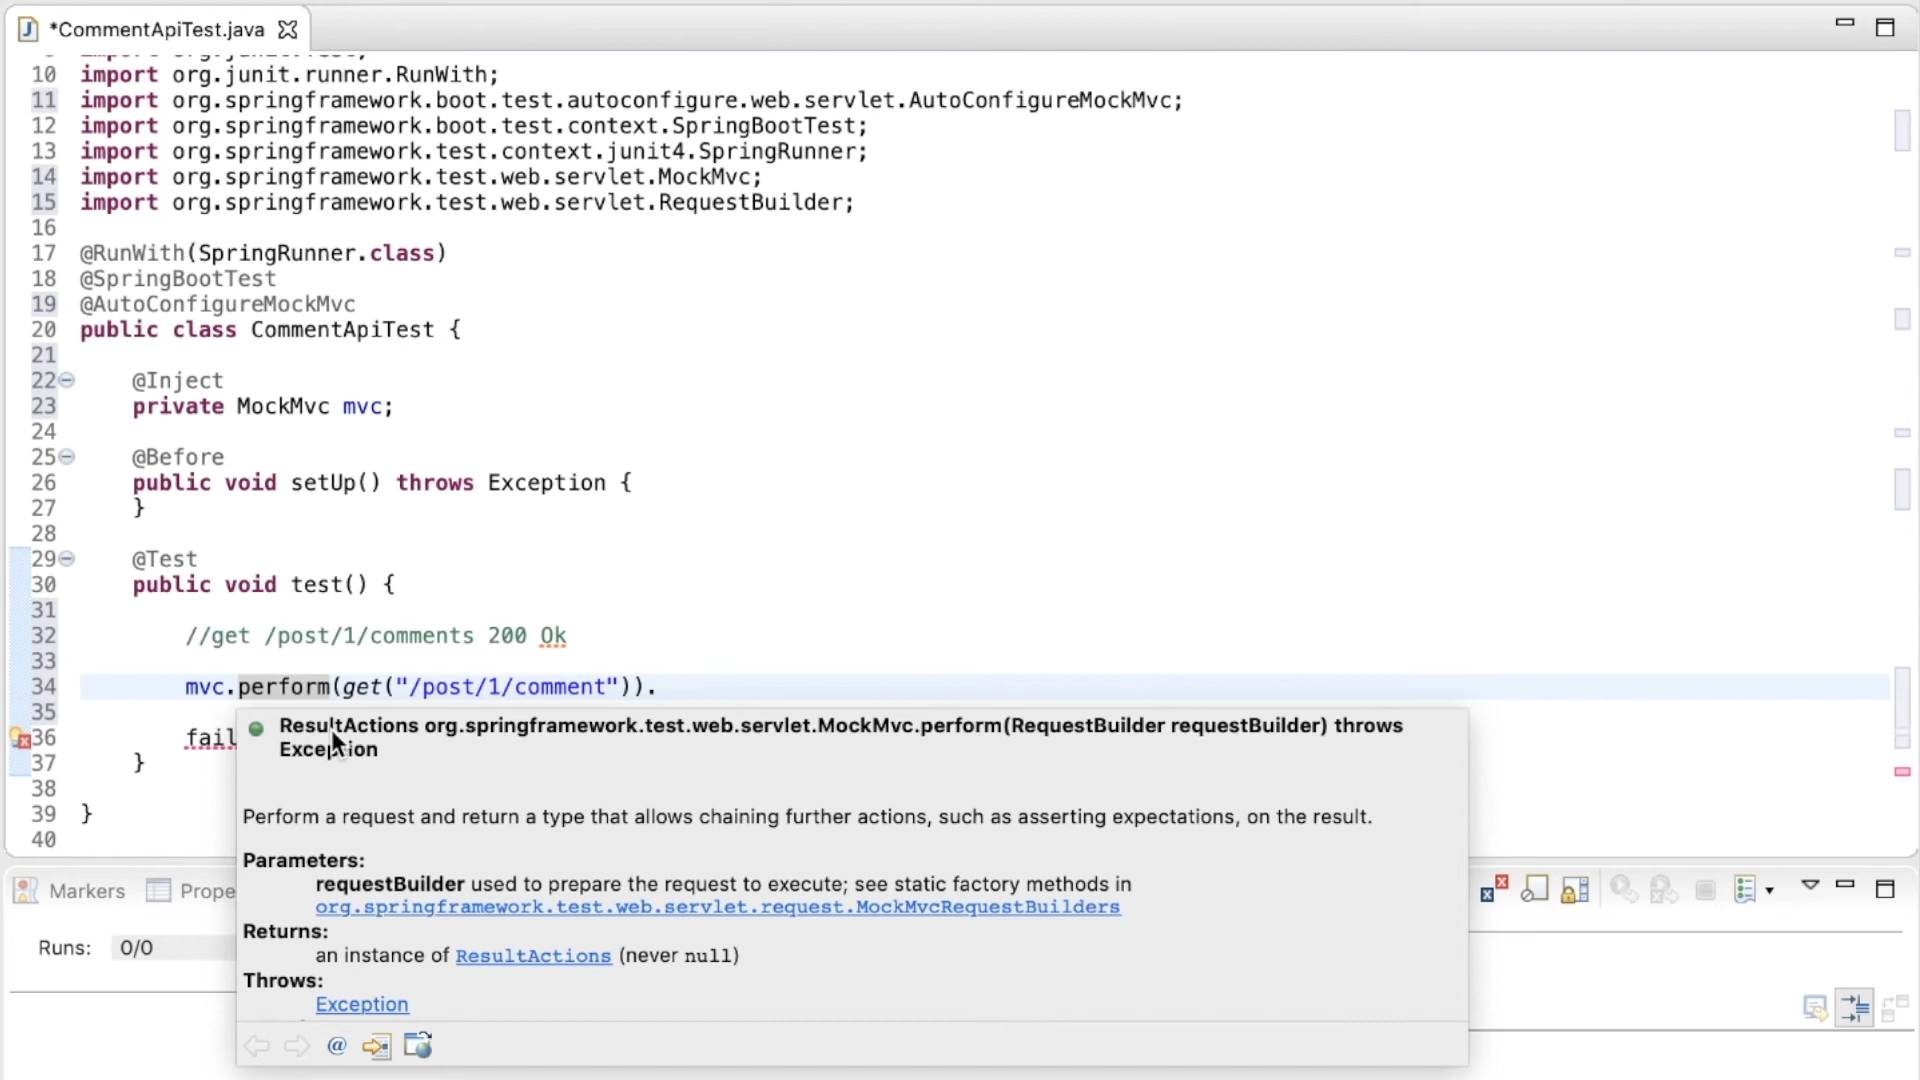 *CommentApiTest.java
10 import org.junit.runner.RunWith;
11 import org.springframework.boot.test.autoconfigure.web.servlet.AutoConfigureMockMvc;
12 import org.springframework.boot.test.context.SpringBootTest;
13 import org.springframework.test.context.junit4.SpringRunner;
14 import org.springframework.test.web.servlet.MockMvc;
15 import org.springframework.test.web.servlet.RequestBuilder;
16
17 @RunWith(SpringRunner.class)
18 @SpringBootTest
19 @AutoConfigureMockMvc
20 public class CommentApiTest {
21
22 @Inject
23 private MockMvc mvc;
24
25 @Before
26 public void setUp() throws Exception {
27 }
28
29 @Test
30 public void test() {
31
32 //get /post/1/comments 200 Ok
33
34 mvc.perform(get("/post/1/comment")).
35
36 fail
37 }
38
39 }
40
ResultActions org.springframework.test.web.servlet.MockMvc.perform(RequestBuilder requestBuilder) throws
Exception
Perform a request and return a type that allows chaining further actions, such as asserting expectations, on the result.
Parameters:
requestBuilder used to prepare the request to execute; see static factory methods in
org.springframework.test.web.servlet.request.MockMvcRequestBuilders
Returns:
an instance of ResultActions (never null)
Throws:
Exception
@
Markers Prope
Runs: 0/0